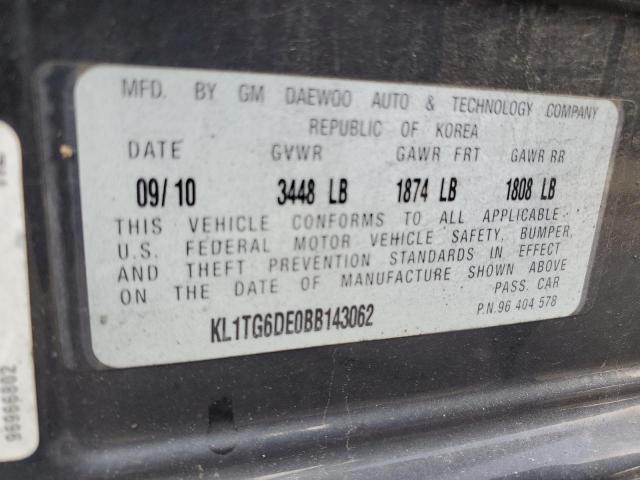 MFD. BY GM DAEWOO AUTO & TECHNOLOGY COMPANY
REPUBLIC OF KOREA
DATE GVWR GAWR FRT GAWR RR
09/10 3448 LB 1874 LB 1808 LB
THIS VEHICLE CONFORMS TO ALL APPLICABLE
U.S. FEDERAL MOTOR VEHICLE SAFETY, BUMPER,
AND THEFT PREVENTION STANDARDS IN EFFECT
ON THE DATE OF MANUFACTURE SHOWN ABOVE
PASS. CAR
KL1TG6DE0BB143062
P.N.96 404 578
96966802